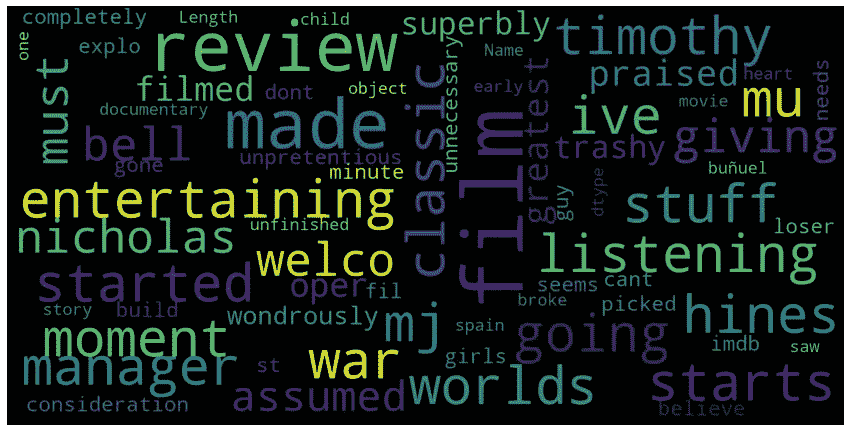 completely
Length
child
superbly
timothy
one
explo
review
Name
must
filmed
dont
object
classic
unnecessary
early
praised
heart
movie
mu
needs
documentary
made
film
greatest
ive
bell
gone
unpretentious
trashy
giving
minute
buñuel
entertaining
guy
dtype
stuff
nicholas
unfinished
listening
loser
started
welco
oper
fil
seems
cant
story
build
wondrously
mj
spain
broke
picked
hines
moment
going
imdb
saw
manager
st
war
girls
worlds
starts
consideration
assumed
believe